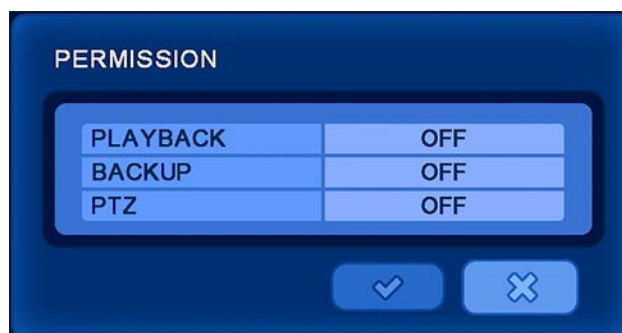 PERMISSION
PLAYBACK OFF
BACKUP OFF
PTZ OFF